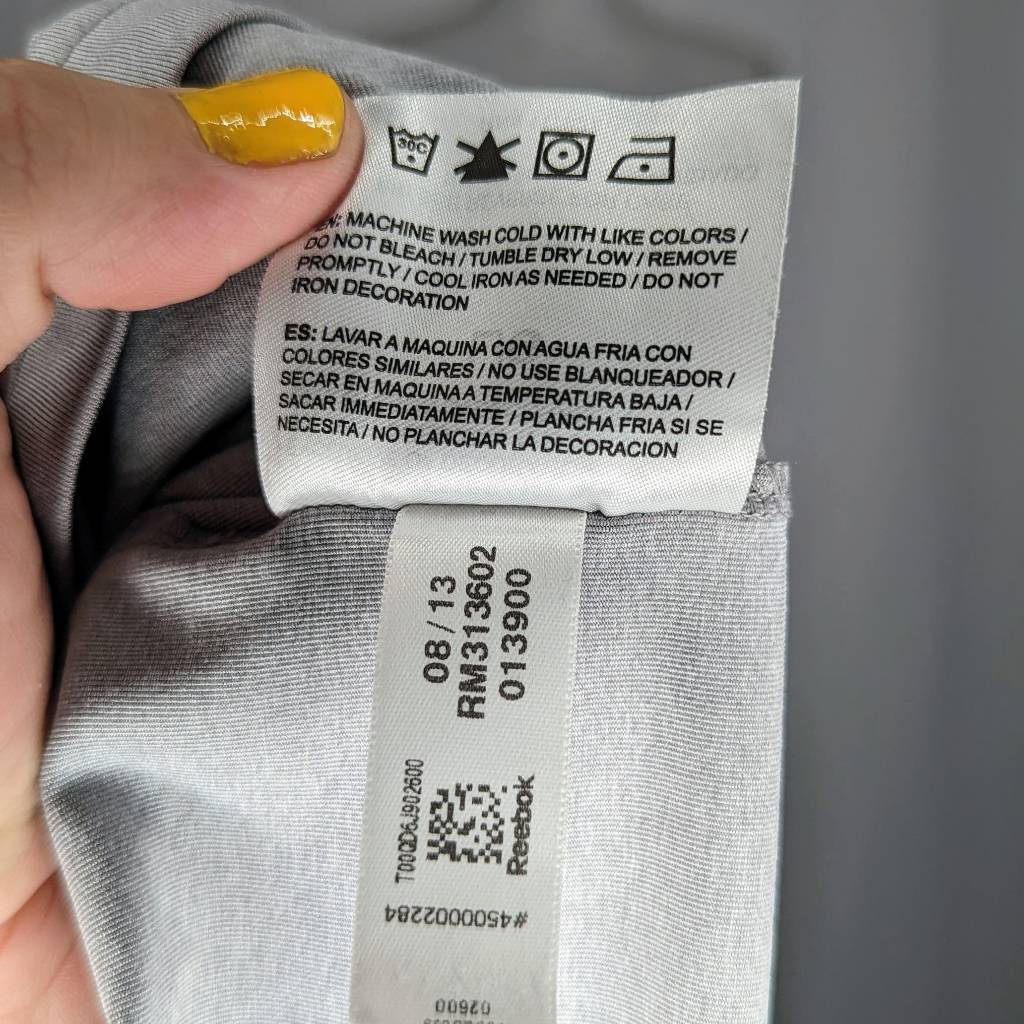 30C
EN: MACHINE WASH COLD WITH LIKE COLORS /
DO NOT BLEACH / TUMBLE DRY LOW / REMOVE
PROMPTLY / COOL IRON AS NEEDED / DO NOT
IRON DECORATION
ES: LAVAR A MAQUINA CON AGUA FRIA CON
COLORES SIMILARES / NO USE BLANQUEADOR /
SECAR EN MAQUINA A TEMPERATURA BAJA /
SACAR IMMEDIATAMENTE / PLANCHA FRIA SI SE
NECESITA / NO PLANCHAR LA DECORACION
08/13
RM313602
013900
T00QD6J902600
Reebok
#4500002284
02600